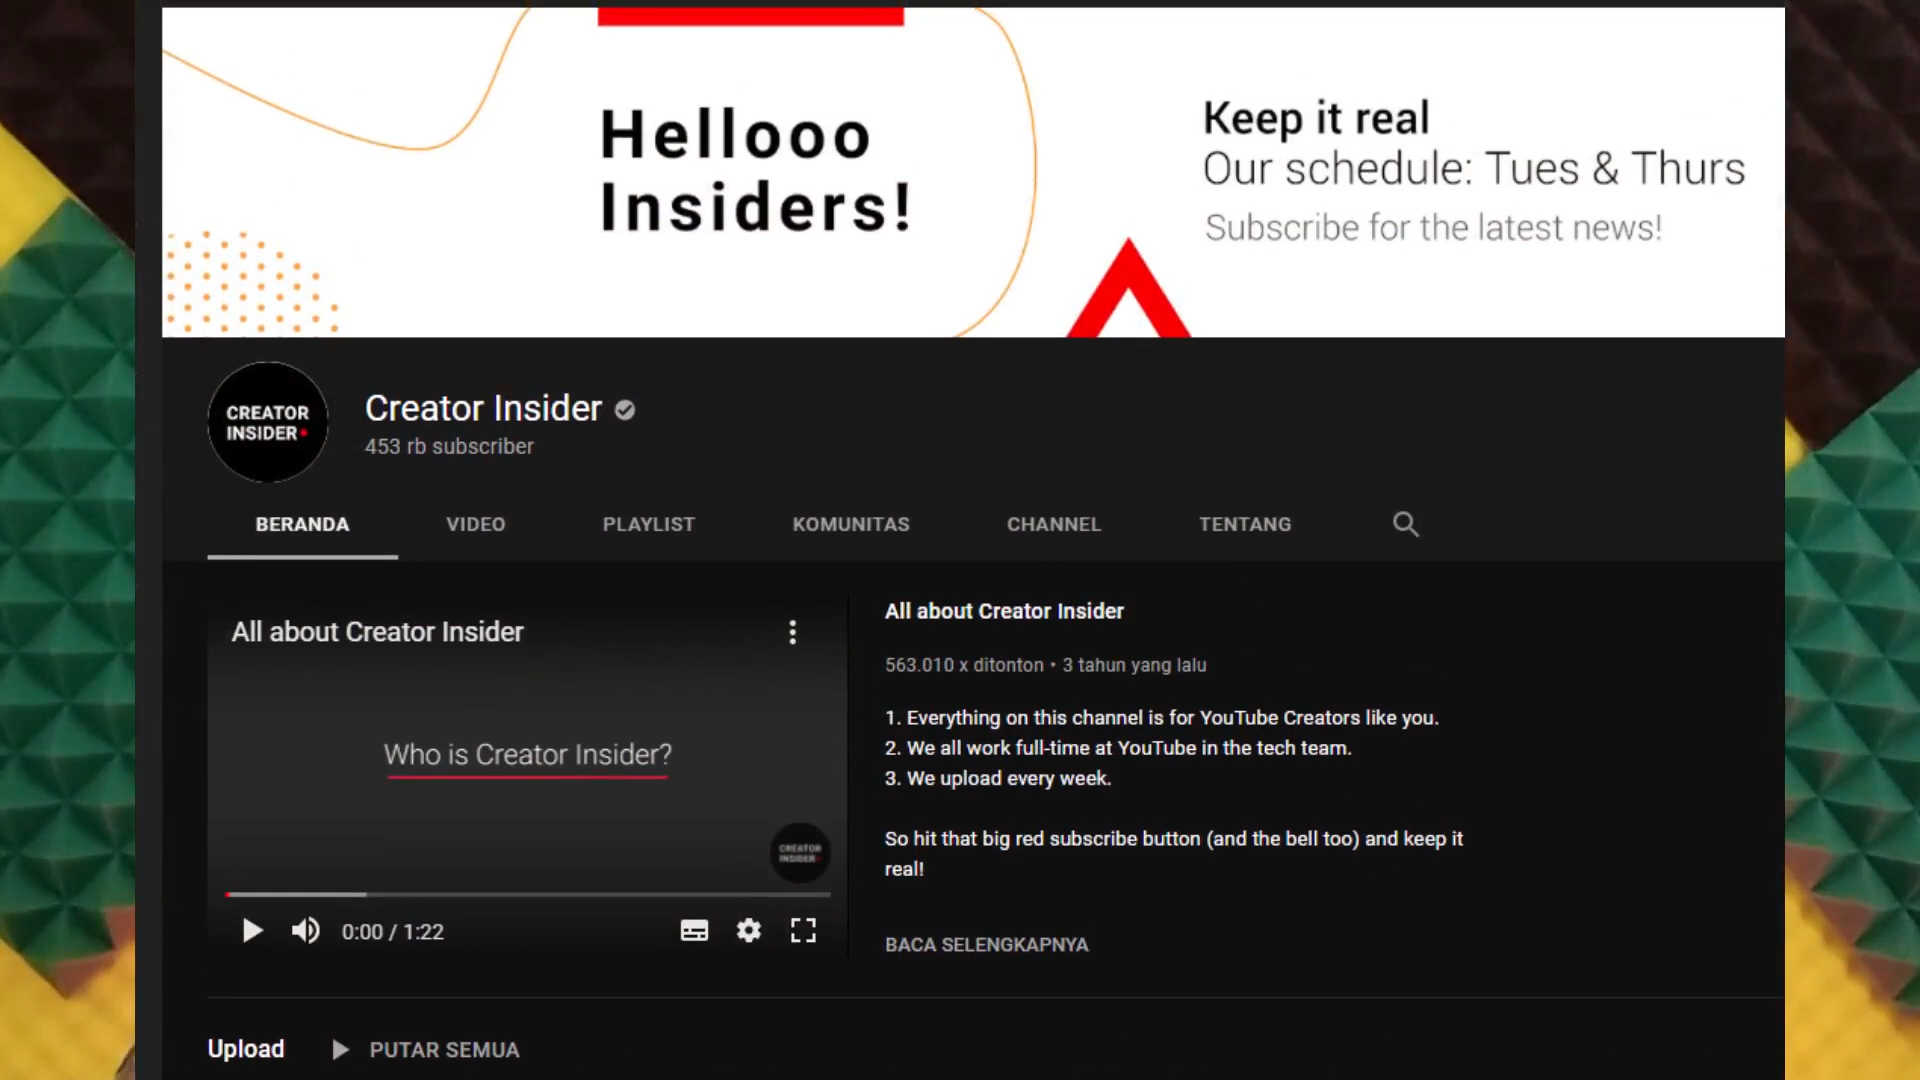 Hellooo
Insiders!
Keep it real
Our schedule: Tues & Thurs
Subscribe for the latest news!
CREATOR
INSIDER
Creator Insider
453 rb subscriber
BERANDA
VIDEO
PLAYLIST
KOMUNITAS
CHANNEL
TENTANG
All about Creator Insider
Who is Creator Insider?
CREATOR
INSIDER
0:00 / 1:22
All about Creator Insider
563.010 x ditonton • 3 tahun yang lalu
1. Everything on this channel is for YouTube Creators like you.
2. We all work full-time at YouTube in the tech team.
3. We upload every week.
So hit that big red subscribe button (and the bell too) and keep it
real!
BACA SELENGKAPNYA
Upload
PUTAR SEMUA